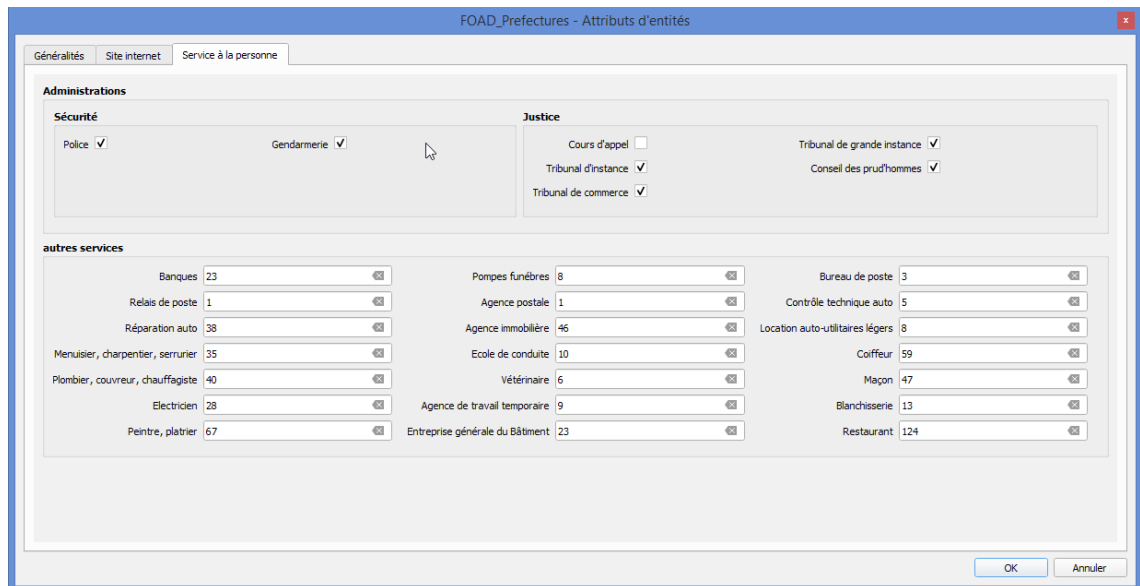 FOAD_Prefectures - Attributs d'entités
x
Généralités Site internet Service à la personne
Administrations
Sécurité
Police Gendarmerie
Justice
Cours d'appel Tribunal de grande instance
Tribunal d'instance Conseil des prud'hommes
Tribunal de commerce
autres services
Banques 23 Pompes funébres 8 Bureau de poste 3
Relais de poste 1 Agence postale 1 Contrôle technique auto 5
Réparation auto 38 Agence immobilière 46 Location auto-utilitaires légers 8
Menuisier, charpentier, serrurier 35 Ecole de conduite 10 Coiffeur 59
Plombier, couvreur, chauffagiste 40 Vétérinaire 6 Maçon 47
Electricien 28 Agence de travail temporaire 9 Blanchisserie 13
Peintre, platrier 67 Entreprise générale du Bâtiment 23 Restaurant 124
OK Annuler